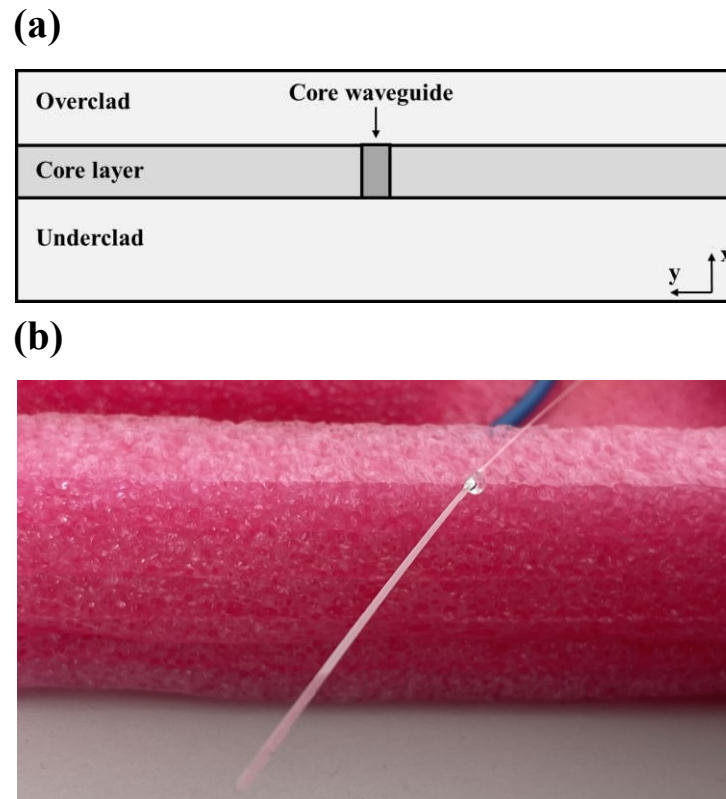 (a)
Overclad
Core waveguide
Core layer
Underclad
x
y
(b)